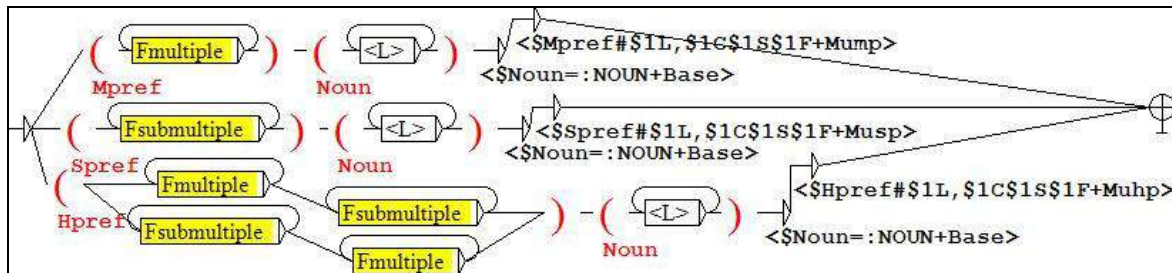 Fmultiple <L> <$Mpref#$1L,$1C$1S$1F+Mump>
( ) - ( ) <$Noun=:NOUN+Base>
Mpref Noun
Fsubmultiple <L> <$Spref#$1L,$1C$1S$1F+Musp>
( ) - ( ) <$Noun=:NOUN+Base>
Spref Noun
( Fmultiple <$Hpref#$1L,$1C$1S$1F+Muhp>
Hpref Fsubmultiple Fsubmultiple ) - ( <L> ) <$Noun=:NOUN+Base>
Fmultiple Noun